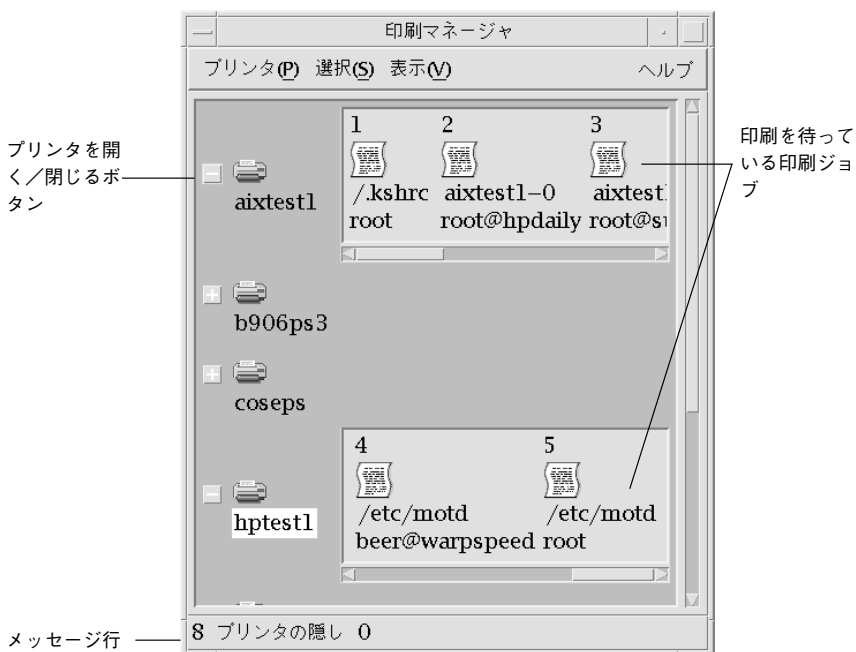 印刷マネージャ
プリンタ(P) 選択(S) 表示(V) ヘルプ
プリンタを開
く／閉じるボ
タン
印刷を待って
いる印刷ジョ
ブ
1 2 3
/.kshrc aixtest1-0 aixtest
root root@hpdaily root@s
aixtest1
b906ps3
coseps
4 5
/etc/motd /etc/motd
beer@warpspeed root
hptest1
メッセージ行
8 プリンタの隠し 0